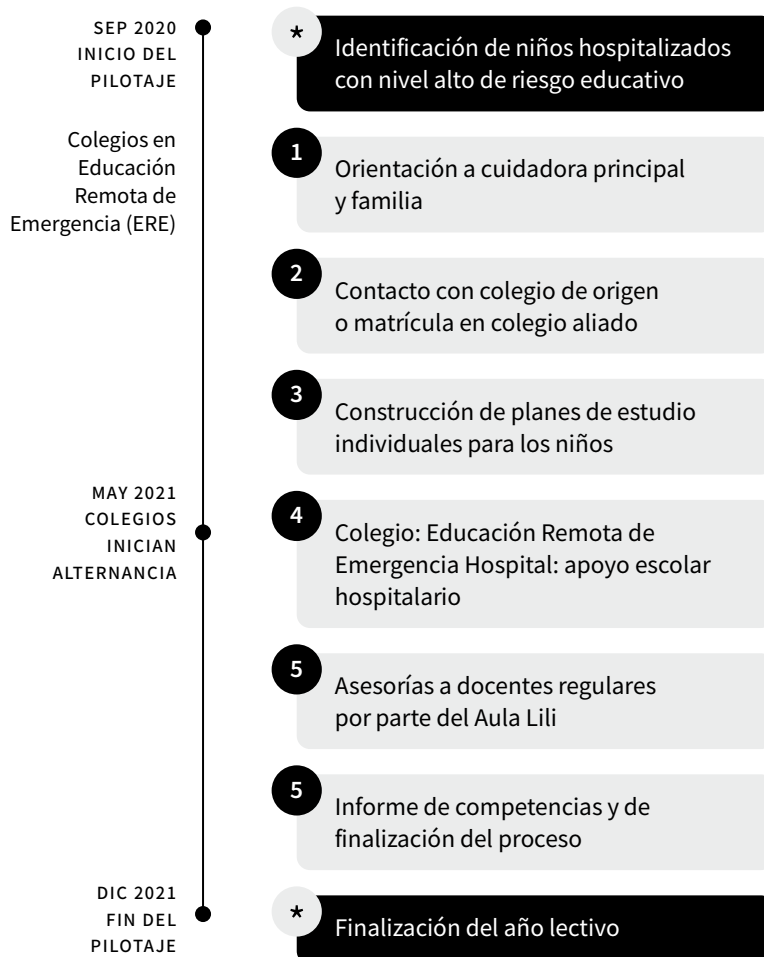 SEP 2020
INICIO DEL
PILOTAJE
Colegios en
Educación
Remota de
Emergencia (ERE)
MAY 2021
COLEGIOS
INICIAN
ALTERNANCIA
DIC 2021
FIN DEL
PILOTAJE
*
Identificación de niños hospitalizados
con nivel alto de riesgo educativo
1
Orientación a cuidadora principal
y familia
2
Contacto con colegio de origen
o matrícula en colegio aliado
3
Construcción de planes de estudio
individuales para los niños
4
Colegio: Educación Remota de
Emergencia Hospital: apoyo escolar
hospitalario
5
Asesorías a docentes regulares
por parte del Aula Lili
5
Informe de competencias y de
finalización del proceso
*
Finalización del año lectivo